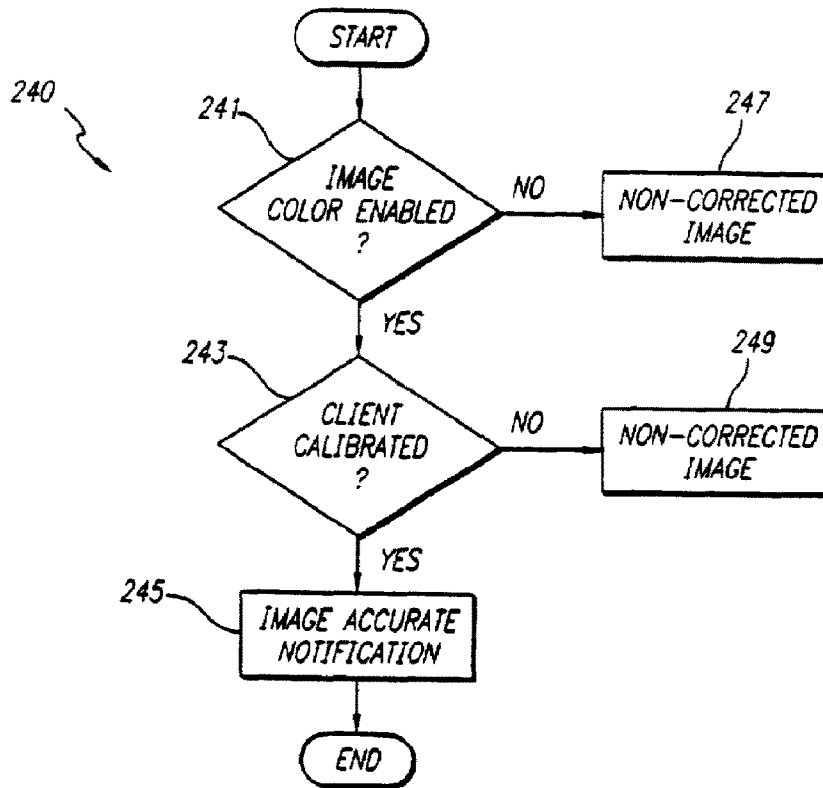 START
240
241
IMAGE
COLOR ENABLED
?
NO
247
NON-CORRECTED
IMAGE
YES
243
CLIENT
CALIBRATED
?
NO
249
NON-CORRECTED
IMAGE
YES
245
IMAGE ACCURATE
NOTIFICATION
END